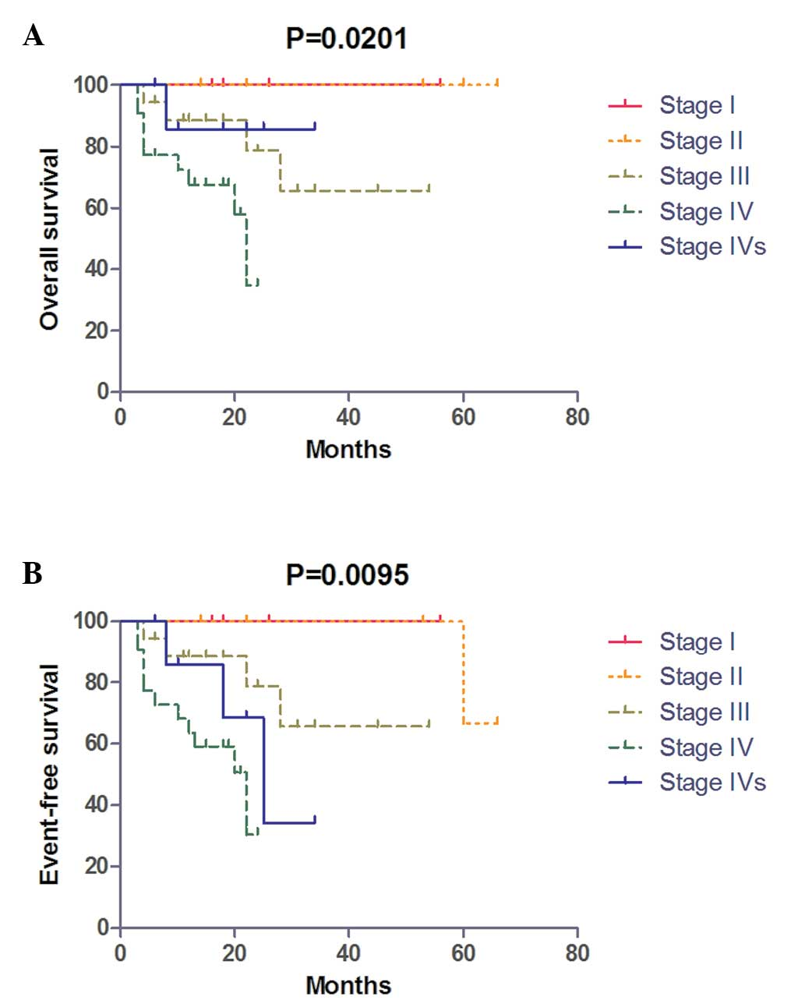 A
P=0.0201
Overall survival
100
80
60
40
20
0
0 20 40 60 80
Months
Stage I
Stage II
Stage III
Stage IV
Stage IVs
B
P=0.0095
Event-free survival
100
80
60
40
20
0
0 20 40 60 80
Months
Stage I
Stage II
Stage III
Stage IV
Stage IVs